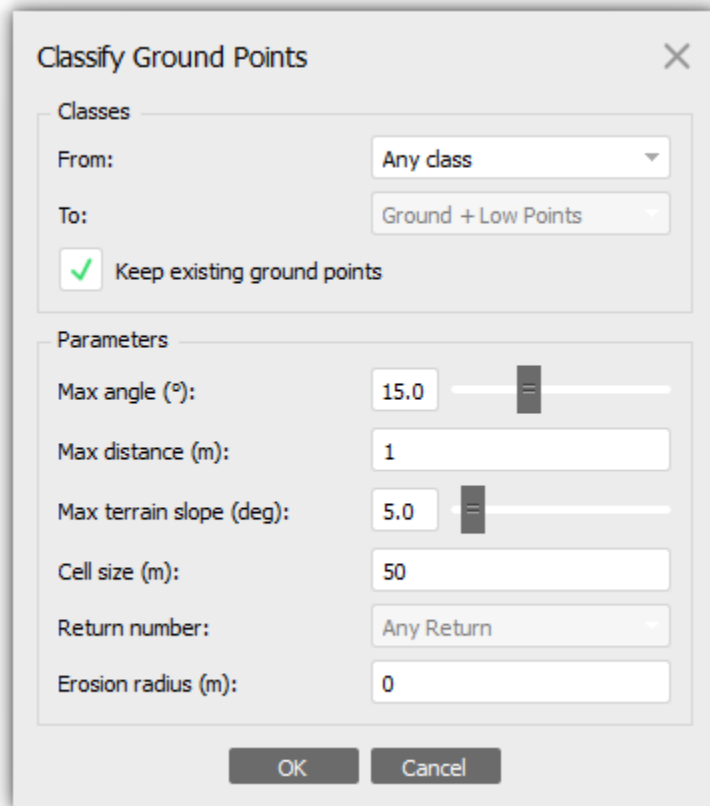 Classify Ground Points
Classes
From: Any class
To: Ground + Low Points
Keep existing ground points
Parameters
Max angle (°): 15.0
Max distance (m): 1
Max terrain slope (deg): 5.0
Cell size (m): 50
Return number: Any Return
Erosion radius (m): 0
OK Cancel